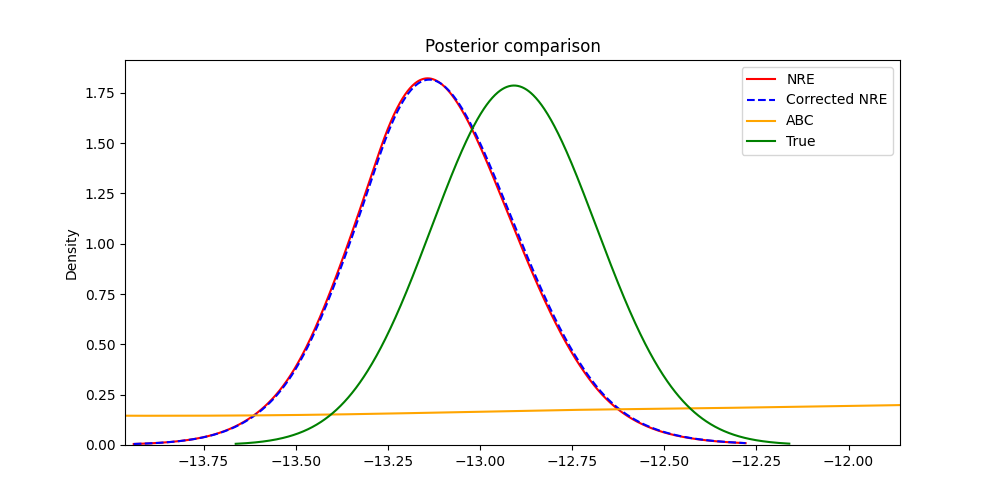 Posterior comparison
NRE
Corrected NRE
ABC
True
Density
1.75
1.50
1.25
1.00
0.75
0.50
0.25
0.00
−13.75 −13.50 −13.25 −13.00 −12.75 −12.50 −12.25 −12.00